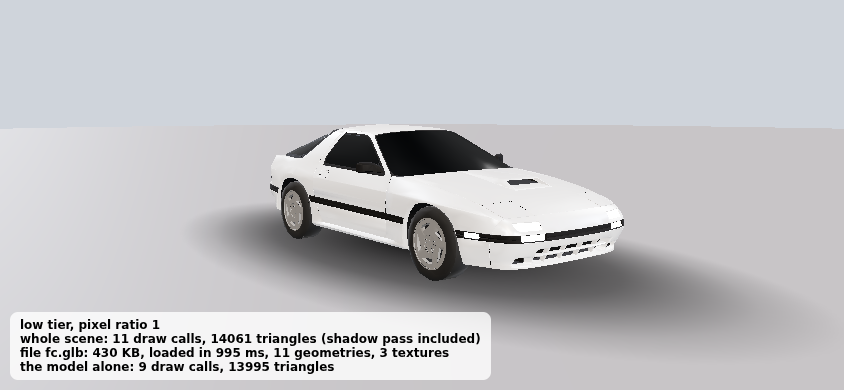 low tier, pixel ratio 1
whole scene: 11 draw calls, 14061 triangles (shadow pass included)
file fc.glb: 430 KB, loaded in 995 ms, 11 geometries, 3 textures
the model alone: 9 draw calls, 13995 triangles